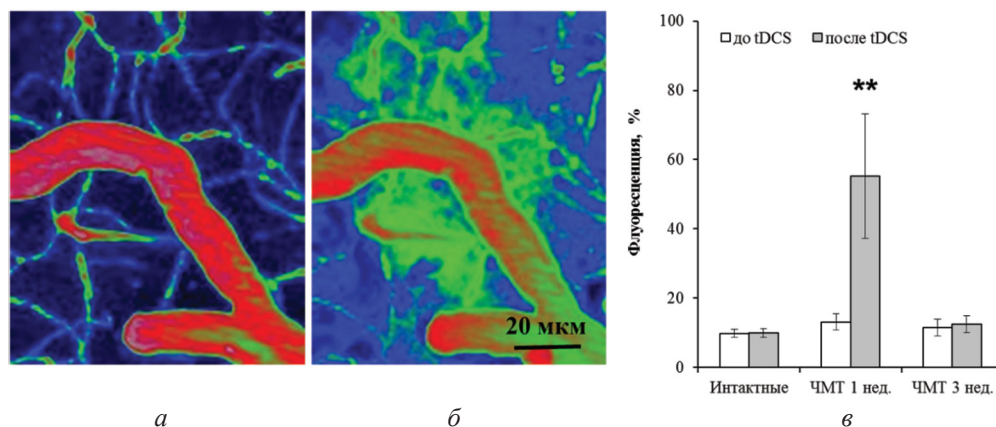 20 мкм
Флуоресценция, %
100
80
60
40
20
0
до tDCS
после tDCS
**
Интактные
ЧМТ 1 нед.
ЧМТ 3 нед.
а
б
в